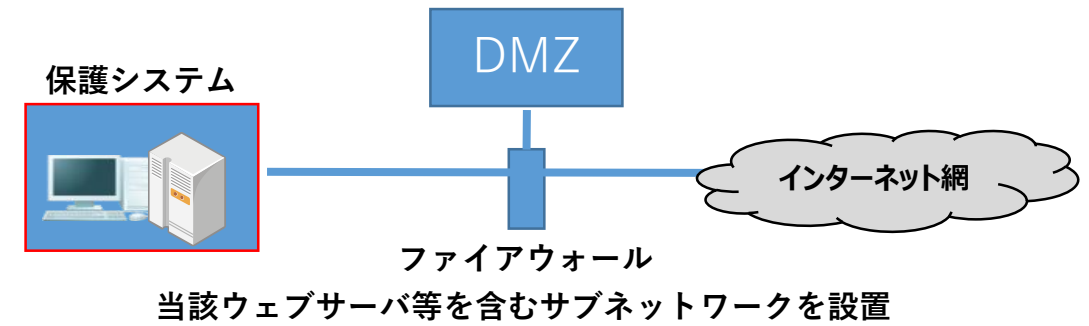 DMZ
保護システム
インターネット網
ファイアウォール
当該ウェブサーバ等を含むサブネットワークを設置